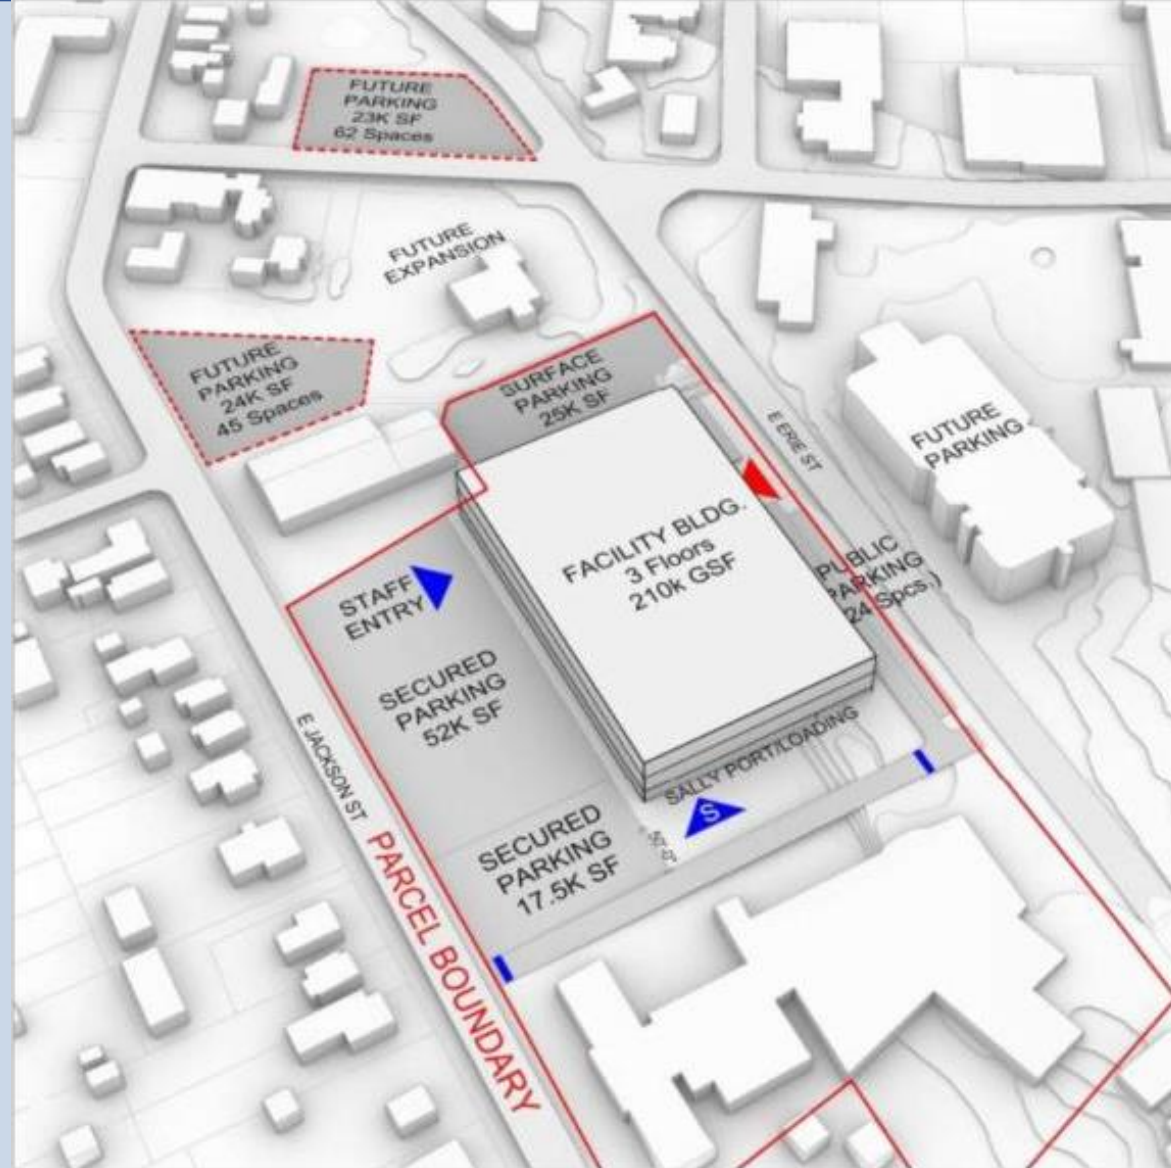 FUTURE
PARKING
23K SF
62 Spaces
FUTURE
EXPANSION
FUTURE
PARKING
24K SF
45 Spaces
SURFACE
PARKING
25K SF
E ERIE ST
FUTURE
PARKING
FACILITY BLDG.
3 Floors
210k GSF
PUBLIC
PARKING
24 Spcs.)
STAFF
ENTRY
SECURED
PARKING
52K SF
SALLY PORT/LOADING
S
E JACKSON ST
SECURED
PARKING
17.5K SF
PARCEL BOUNDARY